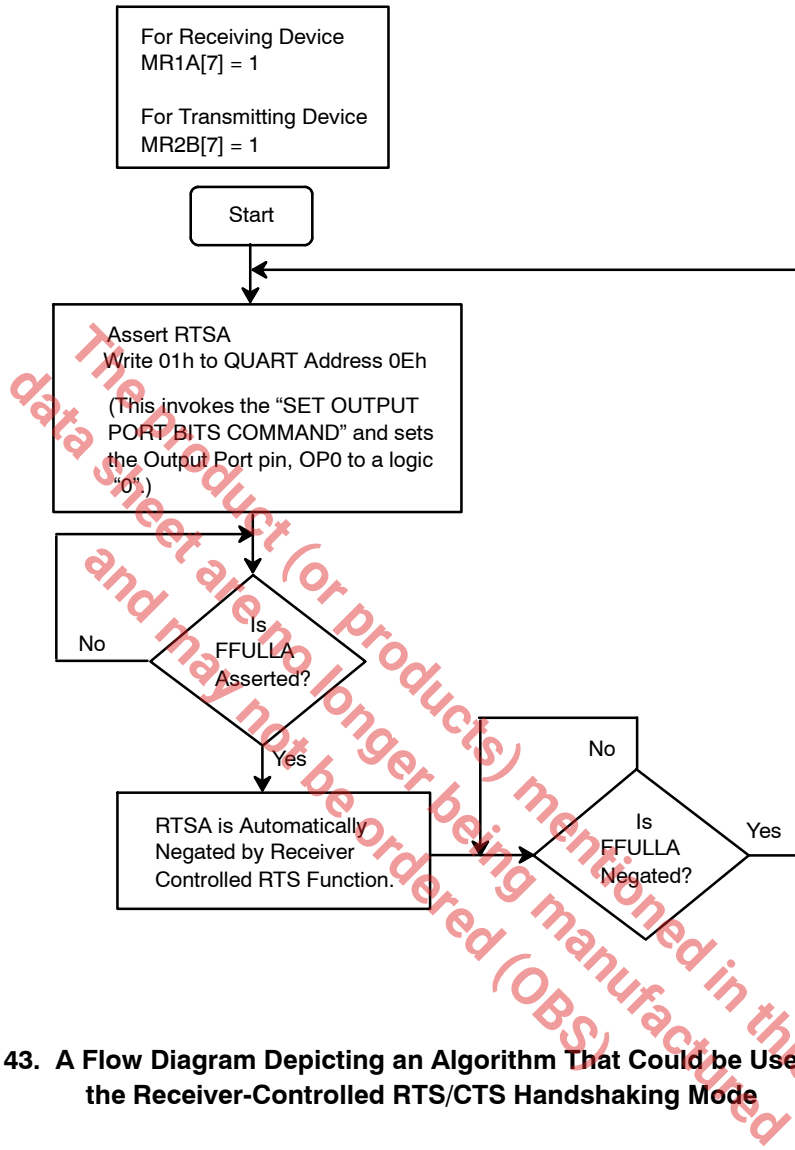 For Receiving Device
MR1A[7] = 1
For Transmitting Device
MR2B[7] = 1
Start
Assert RTSA
Write 01h to QUART Address 0Eh
(This invokes the “SET OUTPUT
PORT BITS COMMAND” and sets
the Output Port pin, OP0 to a logic
“0”.)
Is
FFULLA
Asserted?
No
Yes
RTSA is Automatically
Negated by Receiver
Controlled RTS Function.
No
Is
FFULLA
Negated?
Yes
43. A Flow Diagram Depicting an Algorithm That Could be Use
the Receiver-Controlled RTS/CTS Handshaking Mode
The product (or products) mentioned in this
data sheet are no longer being manufactured
and may not be ordered (OBS)